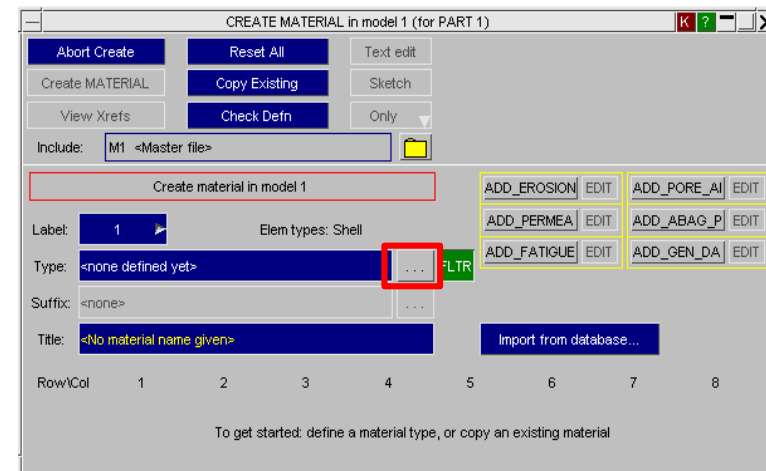 CREATE MATERIAL in model 1 (for PART 1) K ?
Abort Create Reset All Text edit
Create MATERIAL Copy Existing Sketch
View Xrefs Check Defn Only
Include: M1 <Master file>
Create material in model 1 ADD_EROSION EDIT ADD_PORE_AI EDIT
Label: 1 Elem types: Shell ADD_PERMEA EDIT ADD_ABAG_P EDIT
Type: <none defined yet> ... FLTR ADD_FATIGUE EDIT ADD_GEN_DA EDIT
Suffix: <none> ...
Title: <No material name given> Import from database...
Row\Col 1 2 3 4 5 6 7 8
To get started: define a material type, or copy an existing material